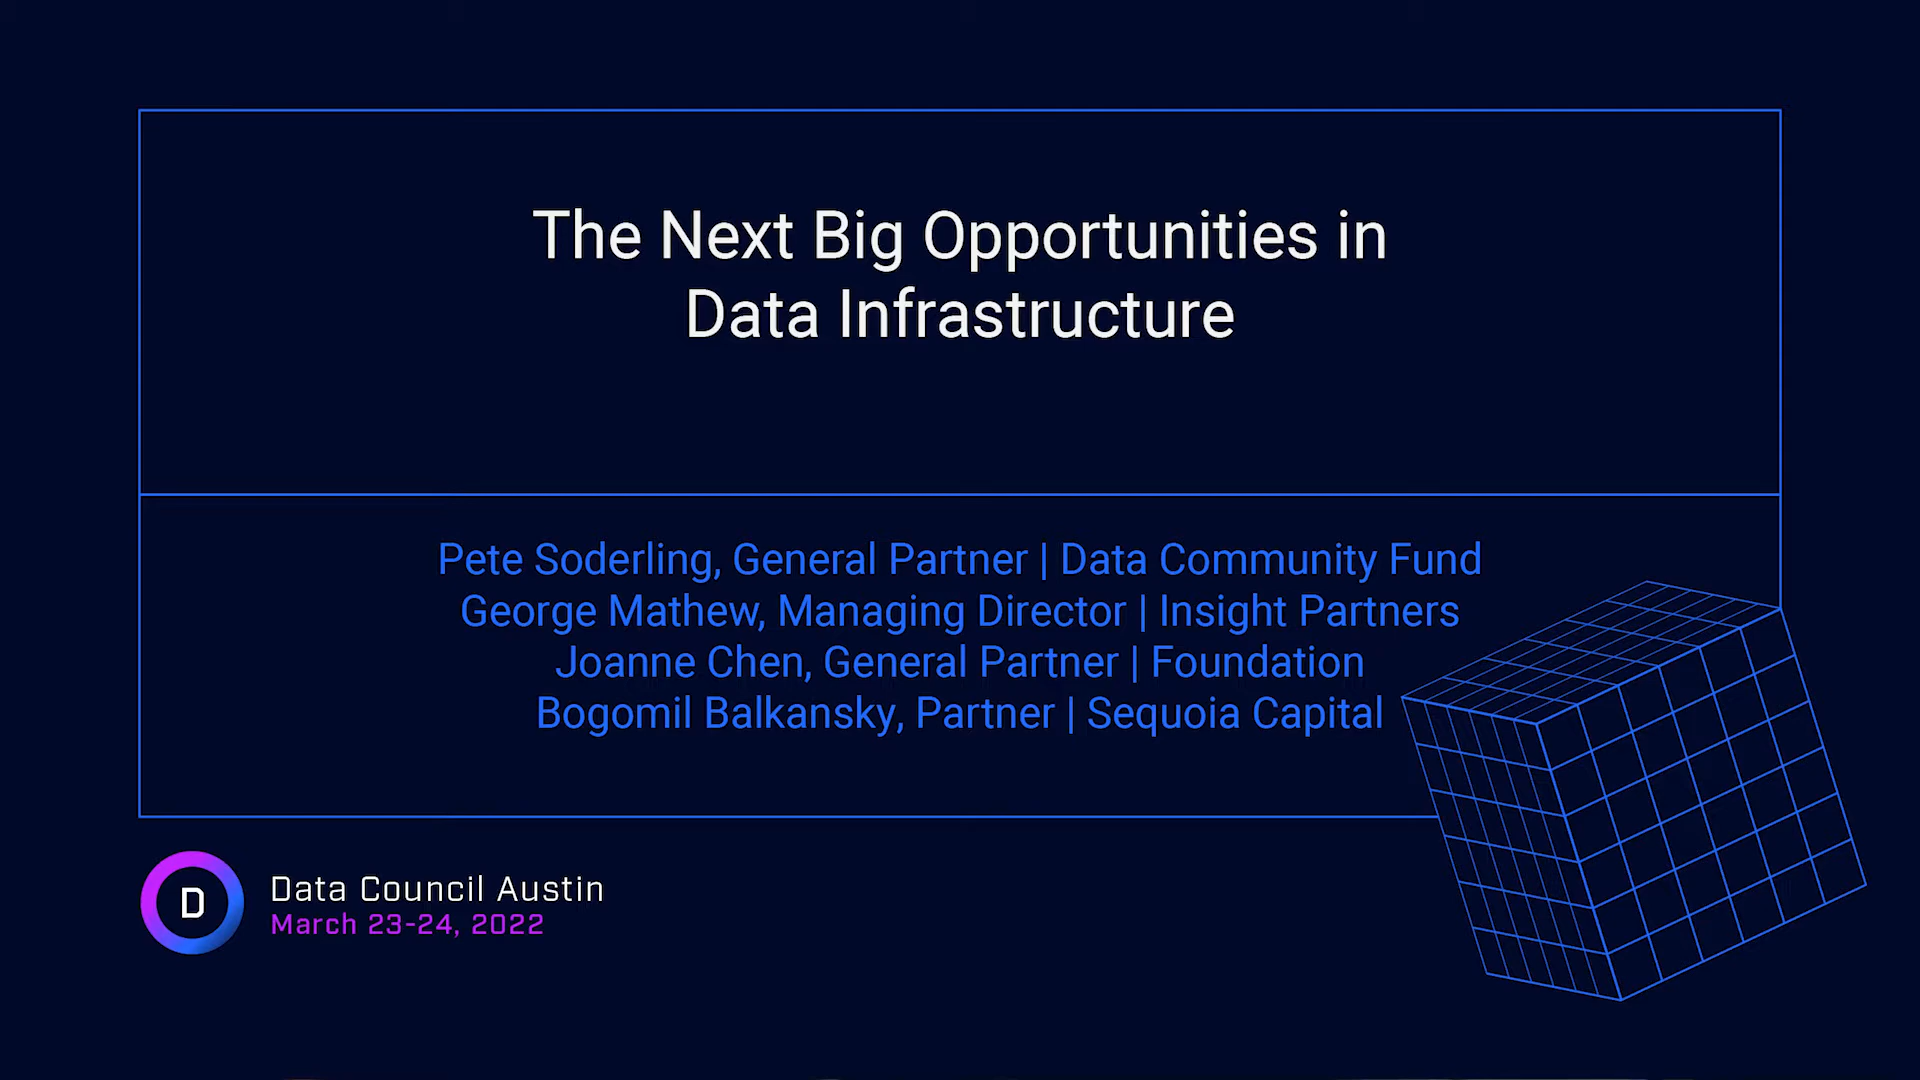 The Next Big Opportunities in
Data Infrastructure
Pete Soderling, General Partner | Data Community Fund
George Mathew, Managing Director | Insight Partners
Joanne Chen, General Partner | Foundation
Bogomil Balkansky, Partner | Sequoia Capital
D
Data Council Austin
March 23-24, 2022